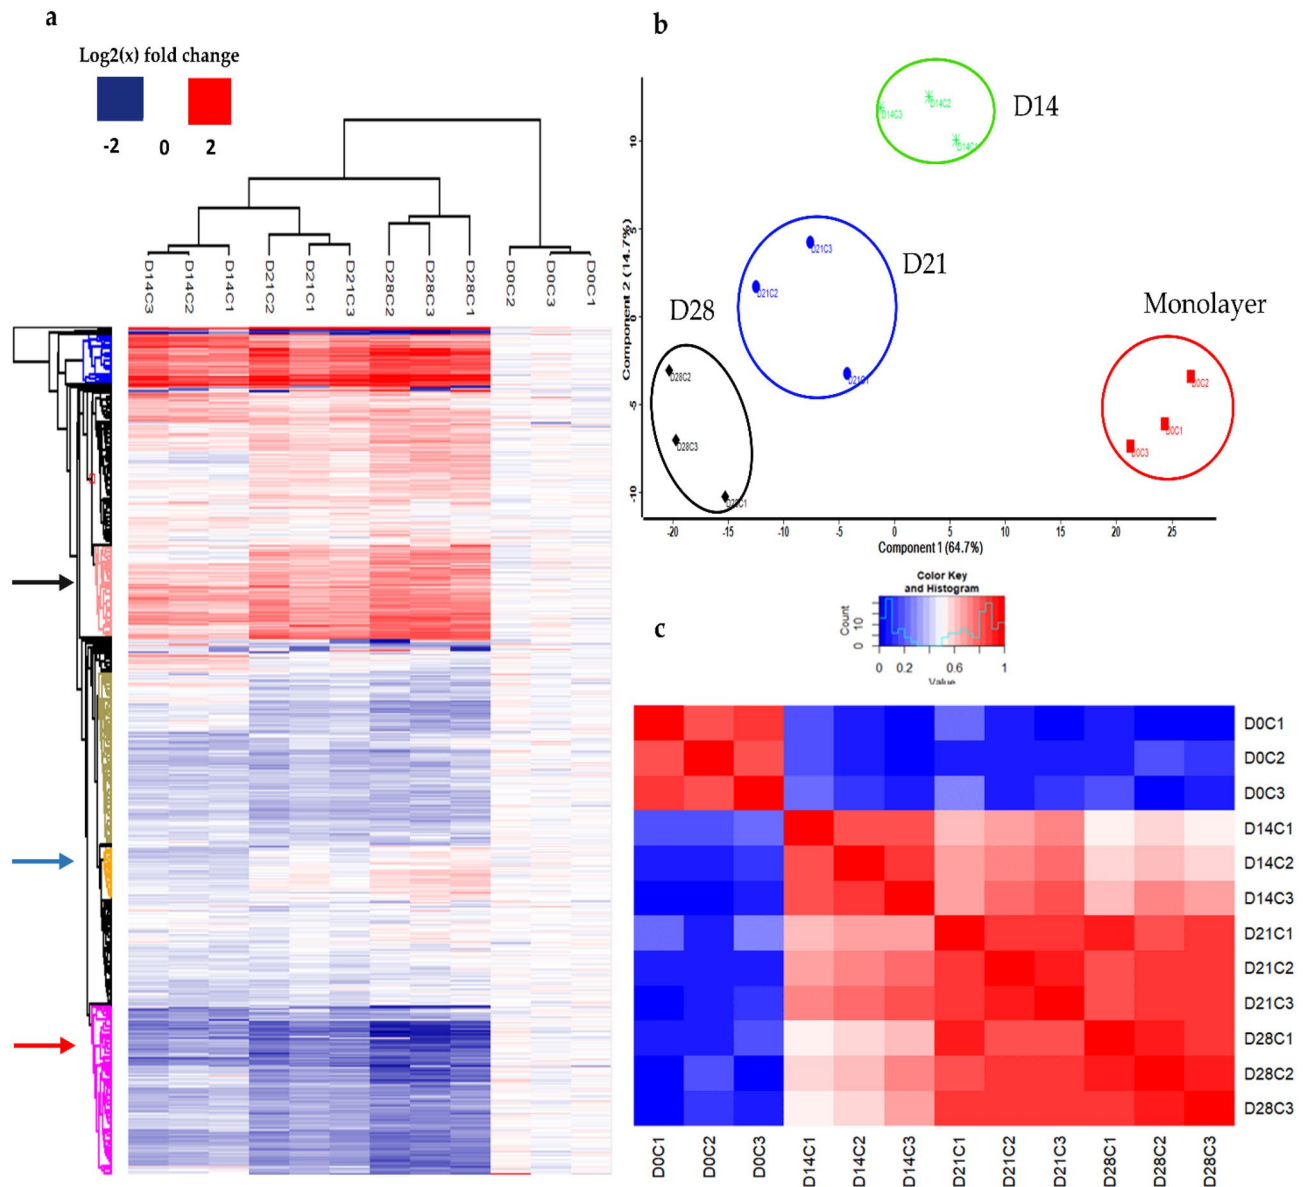 a
Log2(x) fold change
-2 0 2
D14C3 D14C2 D14C1 D21C2 D21C1 D21C3 D28C2 D28C3 D28C1 D0C2 D0C3 D0C1
b
D14
D14C3
D14C2
D14C1
D21
D21C3
D21C2
D21C1
D28
D28C2
D28C3
D28C1
Monolayer
D0C2
D0C1
D0C3
Component 2 (14.7%)
10
5
0
-5
-10
-20 -15 -10 -5 0 5 10 15 20 25
Component 1 (64.7%)
c
Color Key
and Histogram
Count
0 10
0 0.2 0.6 1
Value
D0C1
D0C2
D0C3
D14C1
D14C2
D14C3
D21C1
D21C2
D21C3
D28C1
D28C2
D28C3
D0C1 D0C2 D0C3 D14C1 D14C2 D14C3 D21C1 D21C2 D21C3 D28C1 D28C2 D28C3